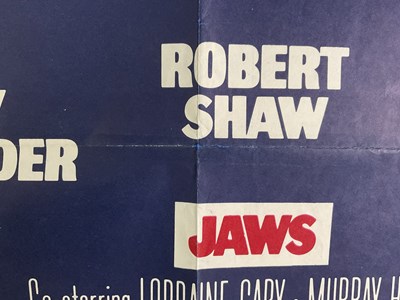 ROBERT
SHAW
DER
JAWS
Co-starring LORRAINE GARY • MURRAY H